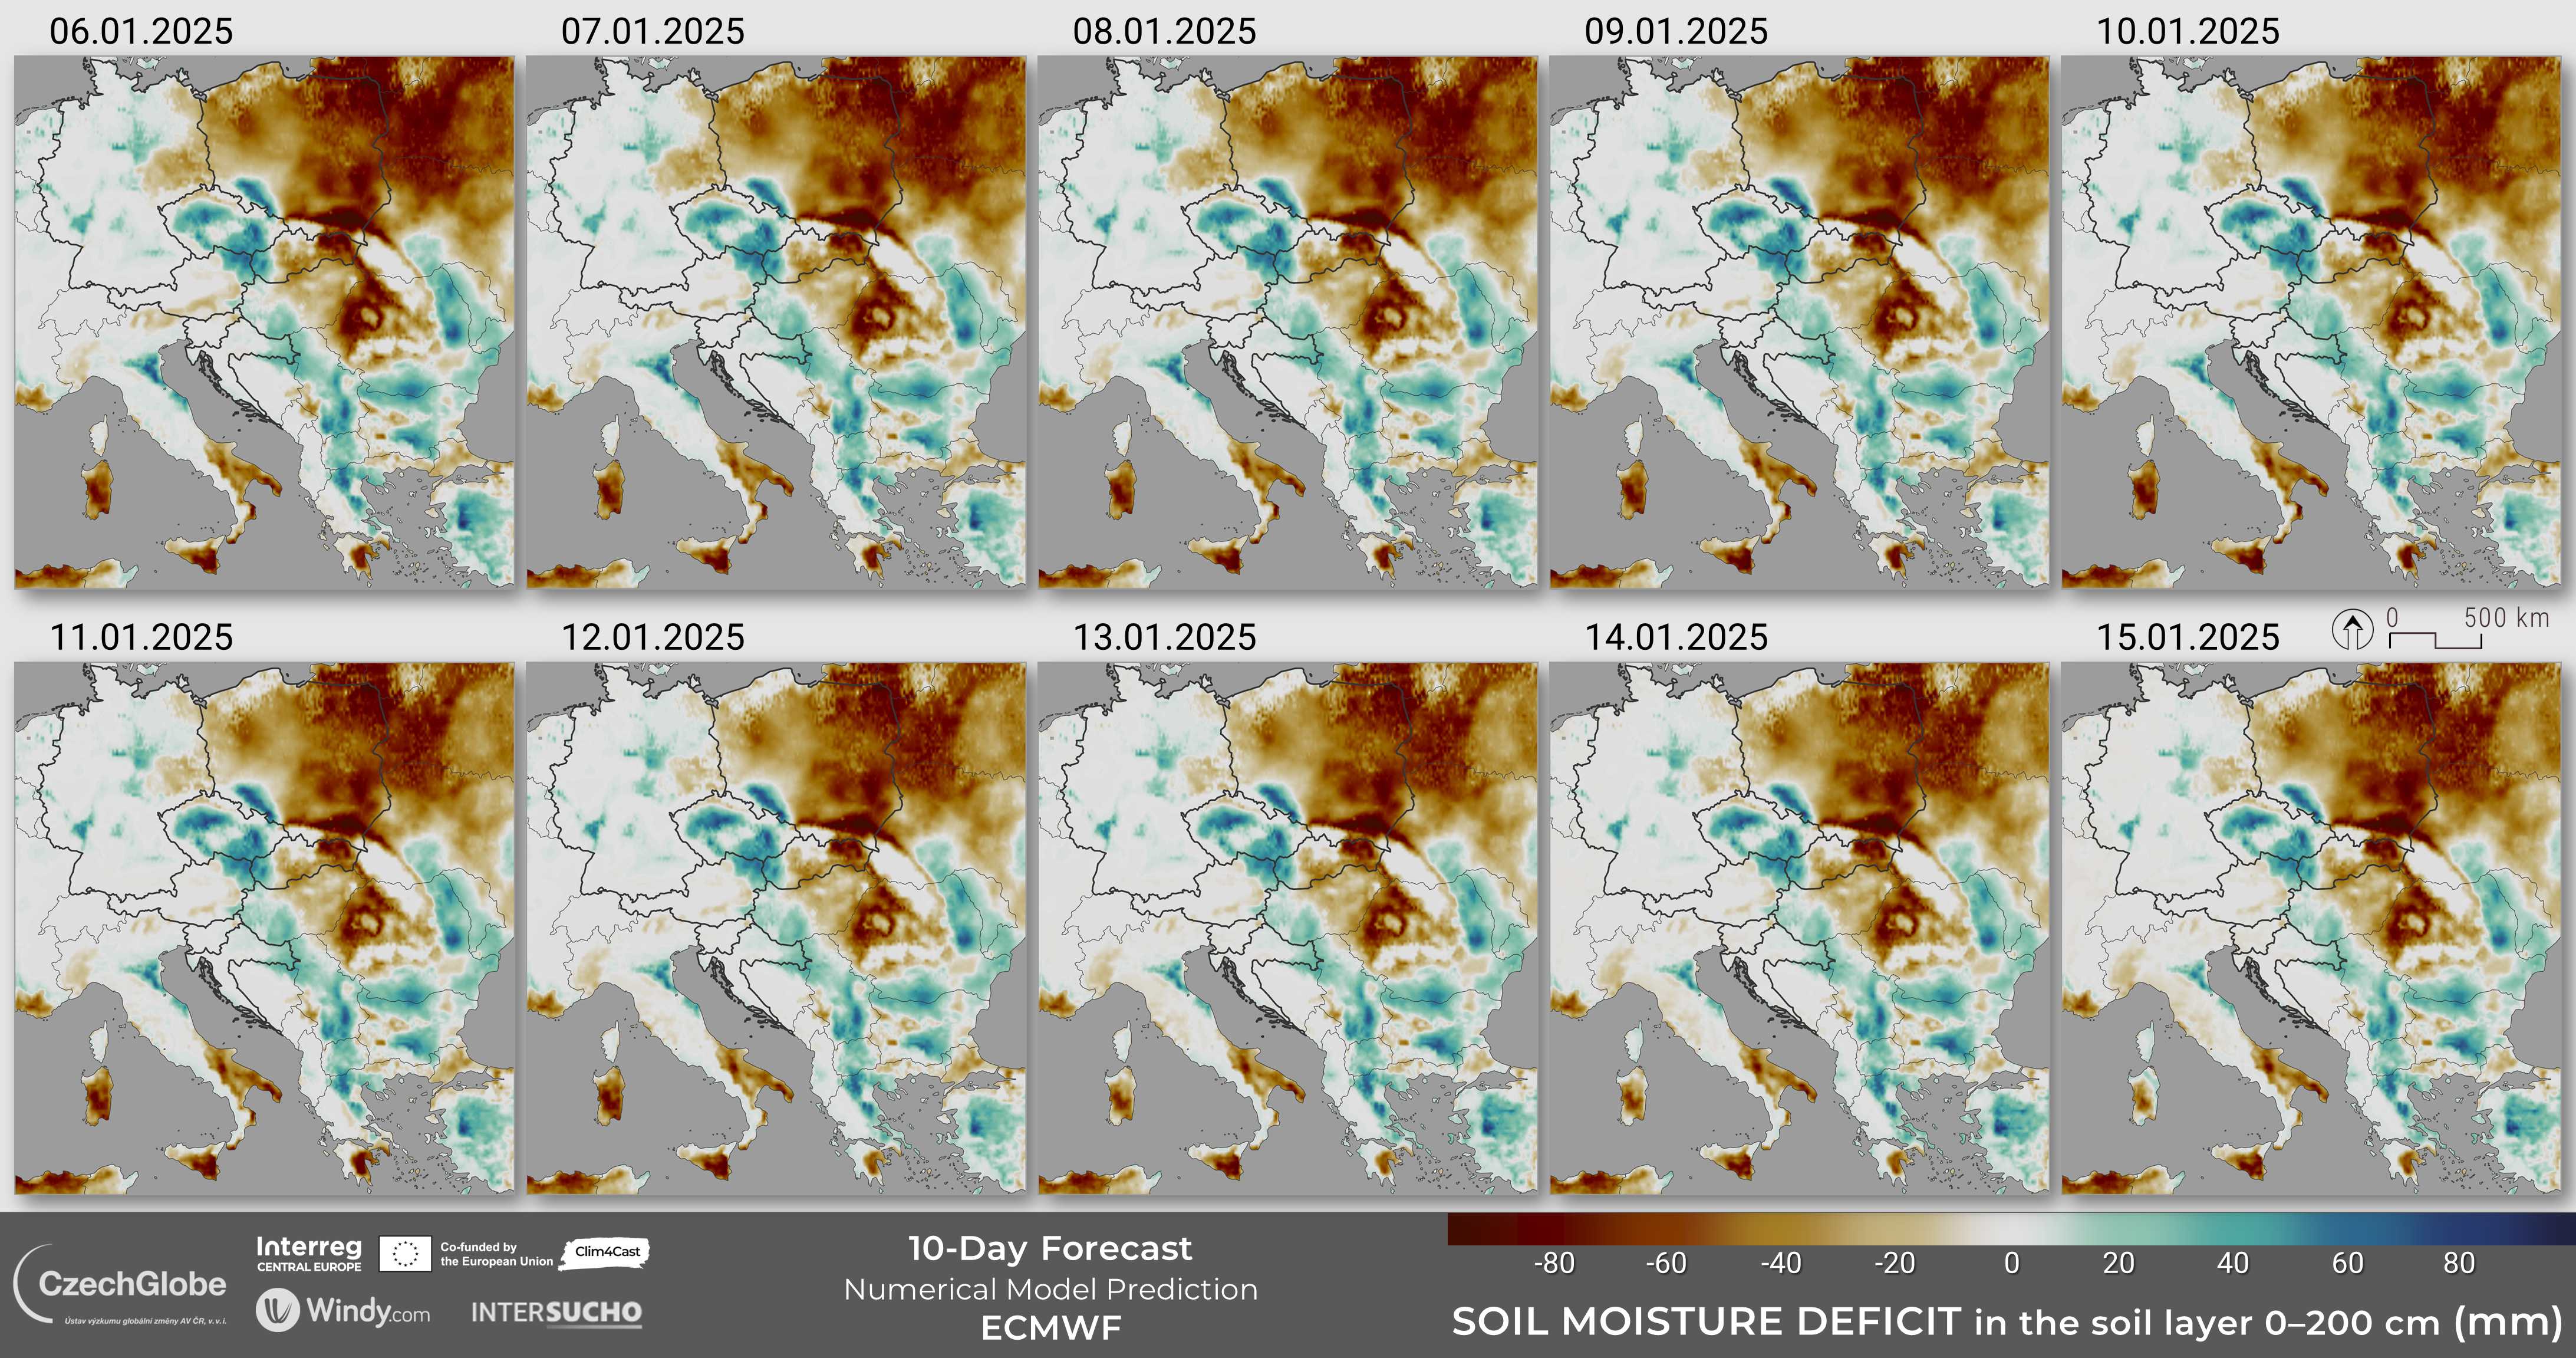 06.01.2025
07.01.2025
08.01.2025
09.01.2025
10.01.2025
11.01.2025
12.01.2025
13.01.2025
14.01.2025
15.01.2025
0 500 km
CzechGlobe
Ústav výzkumu globální změny AV ČR, v. v. i.
Interreg
CENTRAL EUROPE
Co-funded by
the European Union
Clim4Cast
Windy.com
INTERSUCHO
10-Day Forecast
Numerical Model Prediction
ECMWF
-80 -60 -40 -20 0 20 40 60 80
SOIL MOISTURE DEFICIT in the soil layer 0–200 cm (mm)